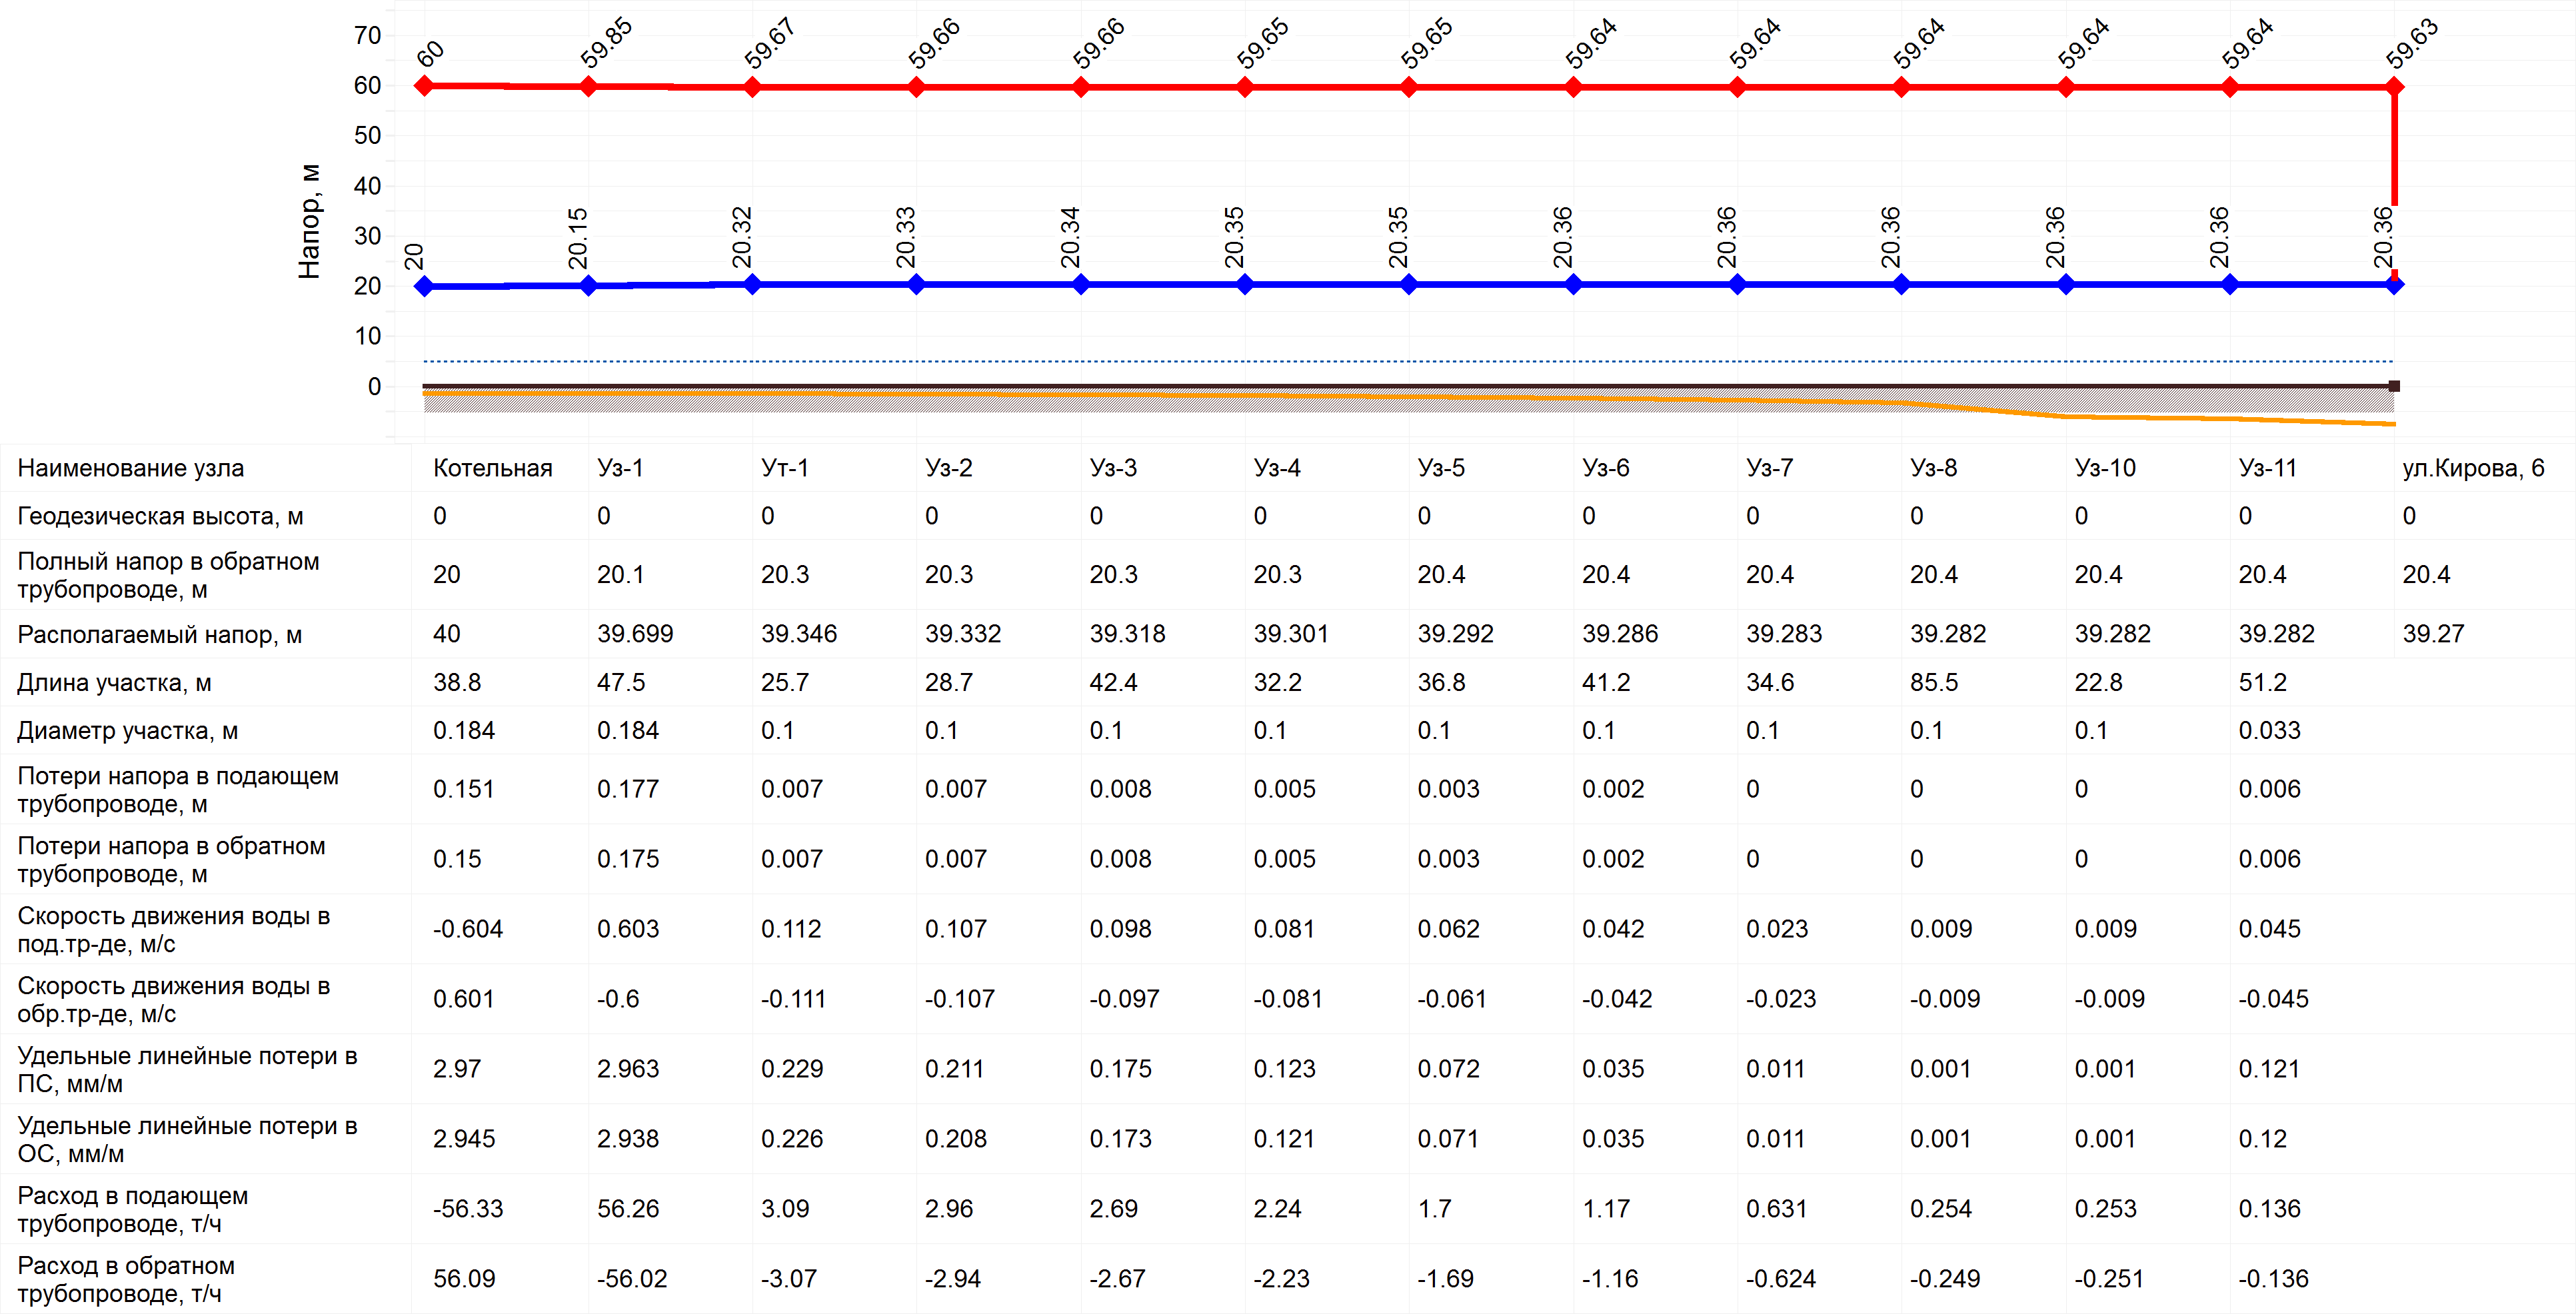 70
60
50
40
30
20
10
0
Напор, м
60 59.85 59.67 59.66 59.66 59.65 59.65 59.64 59.64 59.64 59.64 59.64 59.63
20 20.15 20.32 20.33 20.34 20.35 20.35 20.36 20.36 20.36 20.36 20.36 20.36
Наименование узла Котельная Уз-1 Ут-1 Уз-2 Уз-3 Уз-4 Уз-5 Уз-6 Уз-7 Уз-8 Уз-10 Уз-11 ул.Кирова, 6
Геодезическая высота, м 0 0 0 0 0 0 0 0 0 0 0 0 0
Полный напор в обратном
трубопроводе, м 20 20.1 20.3 20.3 20.3 20.3 20.4 20.4 20.4 20.4 20.4 20.4 20.4
Располагаемый напор, м 40 39.699 39.346 39.332 39.318 39.301 39.292 39.286 39.283 39.282 39.282 39.282 39.27
Длина участка, м 38.8 47.5 25.7 28.7 42.4 32.2 36.8 41.2 34.6 85.5 22.8 51.2
Диаметр участка, м 0.184 0.184 0.1 0.1 0.1 0.1 0.1 0.1 0.1 0.1 0.1 0.033
Потери напора в подающем
трубопроводе, м 0.151 0.177 0.007 0.007 0.008 0.005 0.003 0.002 0 0 0 0.006
Потери напора в обратном
трубопроводе, м 0.15 0.175 0.007 0.007 0.008 0.005 0.003 0.002 0 0 0 0.006
Скорость движения воды в
под.тр-де, м/с -0.604 0.603 0.112 0.107 0.098 0.081 0.062 0.042 0.023 0.009 0.009 0.045
Скорость движения воды в
обр.тр-де, м/с 0.601 -0.6 -0.111 -0.107 -0.097 -0.081 -0.061 -0.042 -0.023 -0.009 -0.009 -0.045
Удельные линейные потери в
ПС, мм/м 2.97 2.963 0.229 0.211 0.175 0.123 0.072 0.035 0.011 0.001 0.001 0.121
Удельные линейные потери в
ОС, мм/м 2.945 2.938 0.226 0.208 0.173 0.121 0.071 0.035 0.011 0.001 0.001 0.12
Расход в подающем
трубопроводе, т/ч -56.33 56.26 3.09 2.96 2.69 2.24 1.7 1.17 0.631 0.254 0.253 0.136
Расход в обратном
трубопроводе, т/ч 56.09 -56.02 -3.07 -2.94 -2.67 -2.23 -1.69 -1.16 -0.624 -0.249 -0.251 -0.136